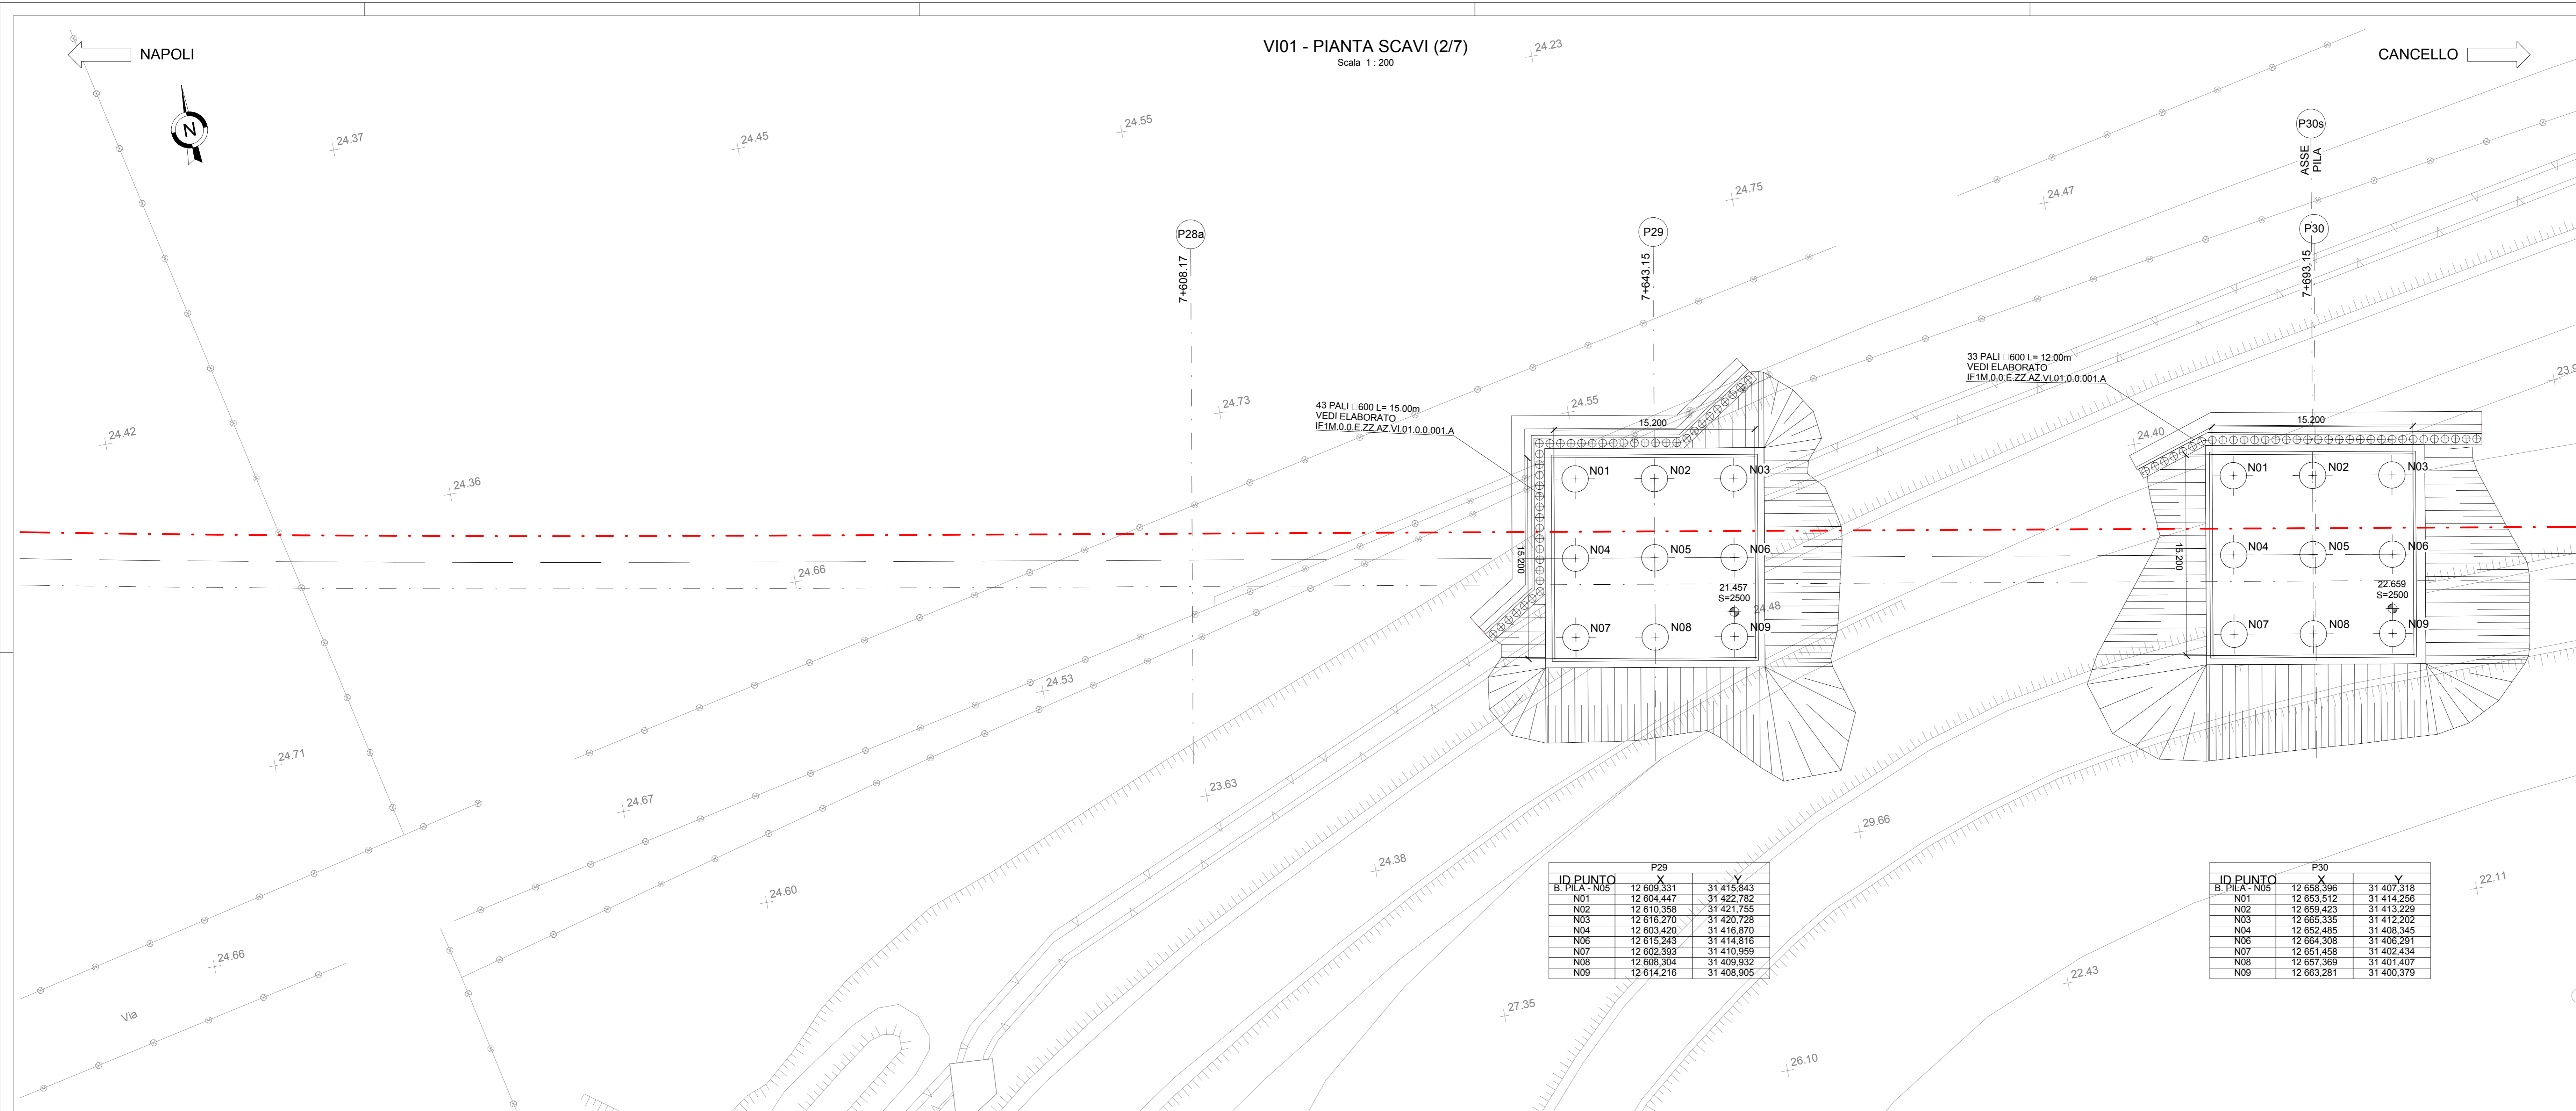 NAPOLI
VI01 - PIANTA SCAVI (2/7)
Scala 1 : 200
CANCELLO
N
24.23
24.37
24.45
24.55
24.75
24.47
P30s
ASSE
PILA
P28a
7+608.17
P29
7+643.15
P30
7+693.15
33 PALI □600 L= 12.00m
VEDI ELABORATO
IF1M.0.0.E.ZZ.AZ.VI.01.0.0.001.A
43 PALI □600 L= 15.00m
VEDI ELABORATO
IF1M.0.0.E.ZZ.AZ.VI.01.0.0.001.A
24.42
24.36
24.73
24.55
24.40
23.9
15.200
15.200
N01
N02
N03
N04
N05
N06
21.457
S=2500
24.48
N07
N08
N09
15.200
15.200
N01
N02
N03
N04
N05
N06
22.659
S=2500
N07
N08
N09
24.66
24.53
24.71
24.67
23.63
24.60
24.38
29.66
24.66
22.11
22.43
27.35
26.10
Via
P29
ID PUNTO X Y
B. PILA - N05 12 609,331 31 415,843
N01 12 604,447 31 422,782
N02 12 610,358 31 421,755
N03 12 616,270 31 420,728
N04 12 603,420 31 416,870
N06 12 615,243 31 414,816
N07 12 602,393 31 410,959
N08 12 608,304 31 409,932
N09 12 614,216 31 408,905
P30
ID PUNTO X Y
B. PILA - N05 12 658,396 31 407,318
N01 12 653,512 31 414,256
N02 12 659,423 31 413,229
N03 12 665,335 31 412,202
N04 12 652,485 31 408,345
N06 12 664,308 31 406,291
N07 12 651,458 31 402,434
N08 12 657,369 31 401,407
N09 12 663,281 31 400,379